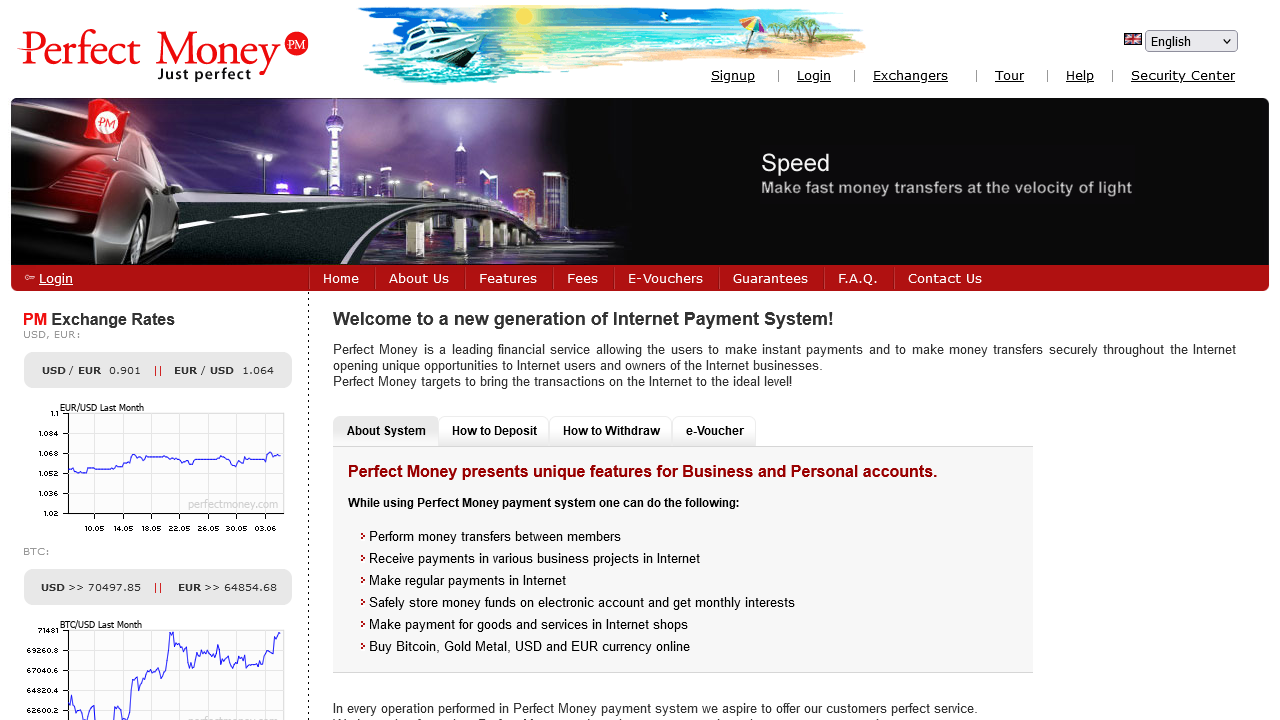 Perfect Money PM
Just perfect
English
Signup | Login | Exchangers | Tour | Help | Security Center
PM
Speed
Make fast money transfers at the velocity of light
Login
Home
About Us
Features
Fees
E-Vouchers
Guarantees
F.A.Q.
Contact Us
PM Exchange Rates
USD, EUR:
USD / EUR 0.901 || EUR / USD 1.064
EUR/USD Last Month
1.1
1.084
1.068
1.052
1.036
1.02
perfectmoney.com
10.05 14.05 18.05 22.05 26.05 30.05 03.06
BTC:
USD >> 70497.85 || EUR >> 64854.68
BTC/USD Last Month
71481
69260.8
67040.6
64820.4
62600.2
Welcome to a new generation of Internet Payment System!
Perfect Money is a leading financial service allowing the users to make instant payments and to make money transfers securely throughout the Internet
opening unique opportunities to Internet users and owners of the Internet businesses.
Perfect Money targets to bring the transactions on the Internet to the ideal level!
About System
How to Deposit
How to Withdraw
e-Voucher
Perfect Money presents unique features for Business and Personal accounts.
While using Perfect Money payment system one can do the following:
Perform money transfers between members
Receive payments in various business projects in Internet
Make regular payments in Internet
Safely store money funds on electronic account and get monthly interests
Make payment for goods and services in Internet shops
Buy Bitcoin, Gold Metal, USD and EUR currency online
In every operation performed in Perfect Money payment system we aspire to offer our customers perfect service.